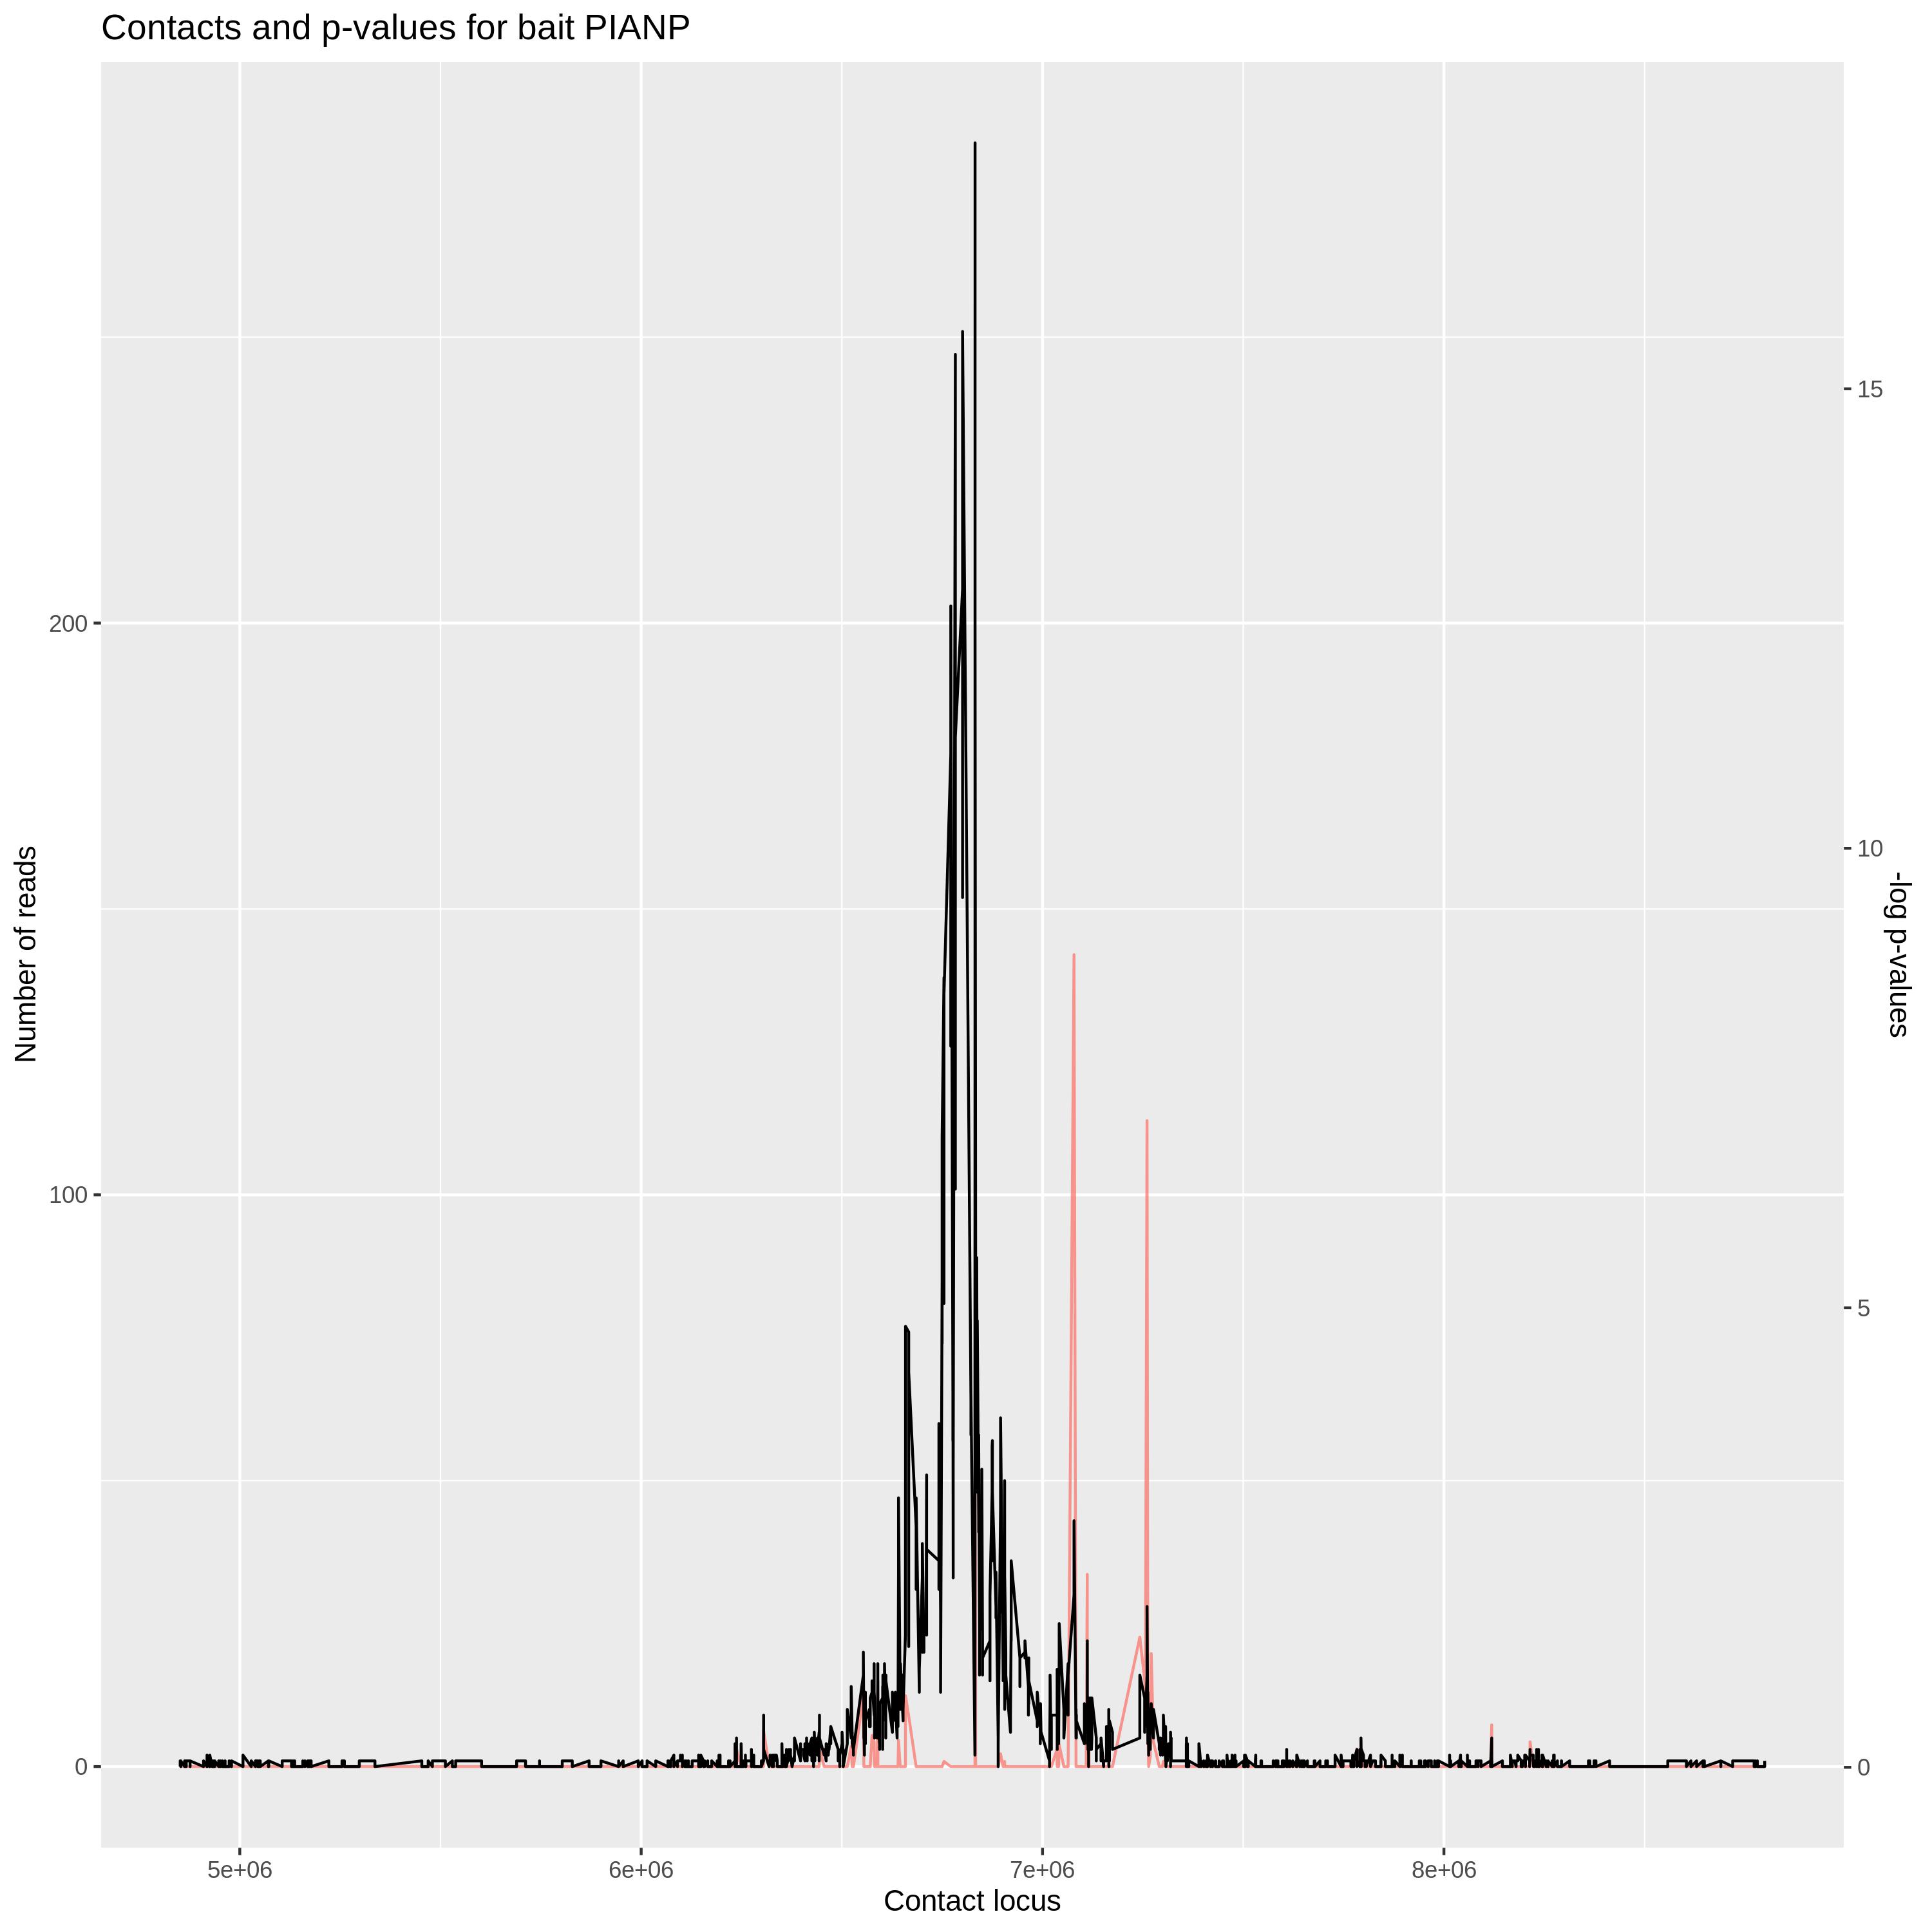 Contacts and p-values for bait PIANP
Number of reads
200
100
0
15
10
5
0
-log p-values
5e+06
6e+06
7e+06
8e+06
Contact locus